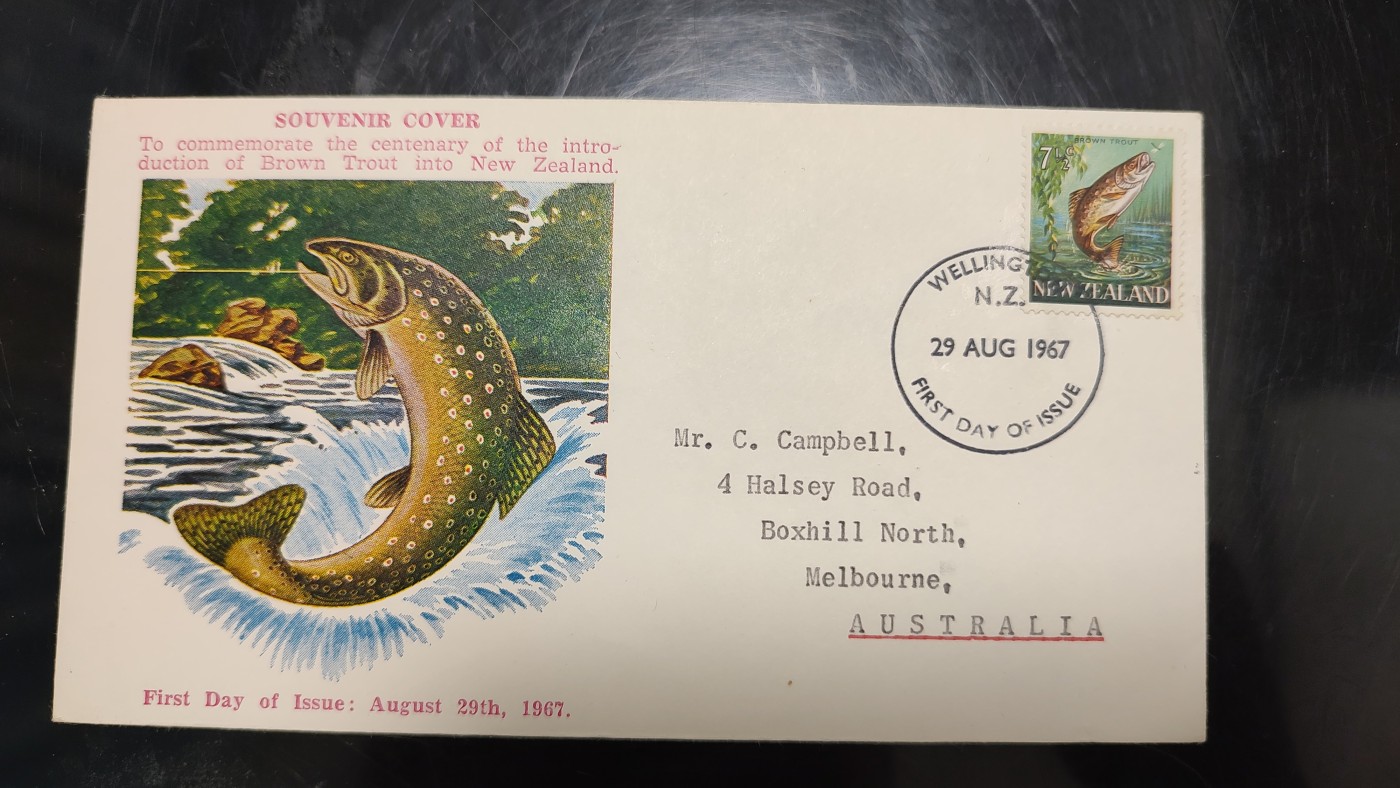 SOUVENIR COVER
To commemorate the centenary of the intro-
duction of Brown Trout into New Zealand.
BROWN TROUT
7½c
NEW ZEALAND
WELLINGT
N.Z.
29 AUG 1967
FIRST DAY OF ISSUE
Mr. C. Campbell,
4 Halsey Road,
Boxhill North,
Melbourne,
AUSTRALIA
First Day of Issue: August 29th, 1967.